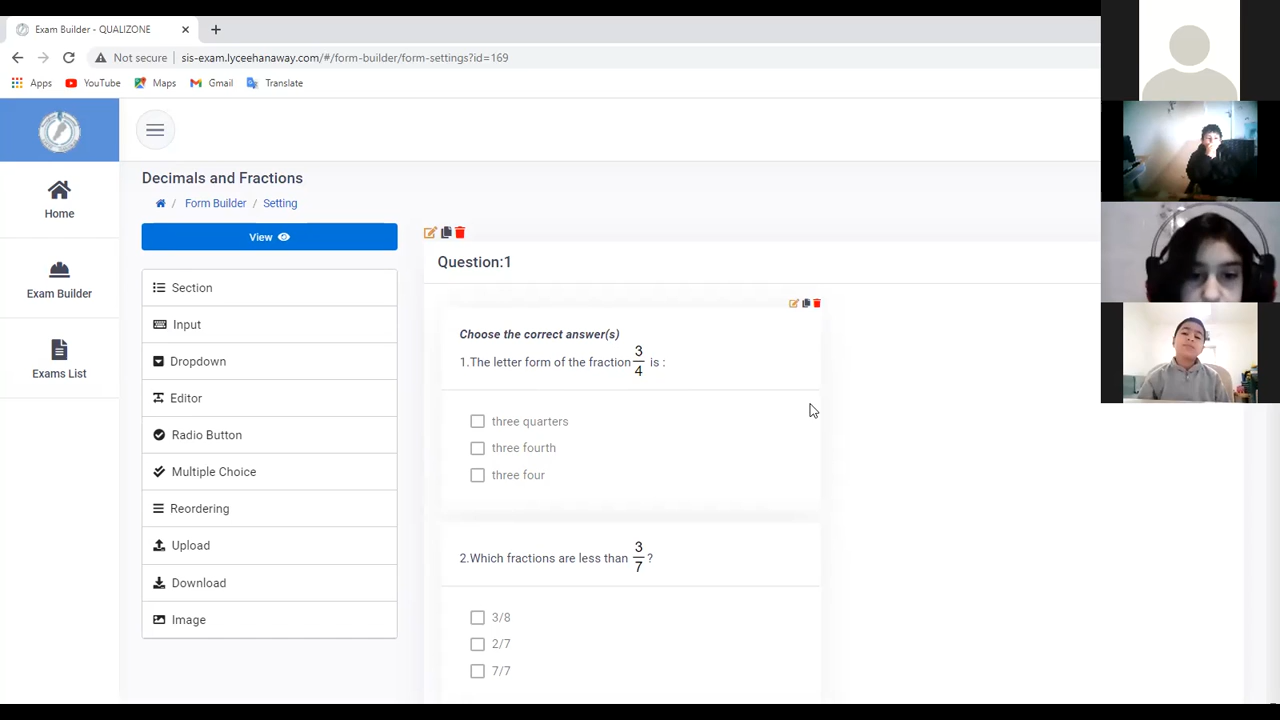 Exam Builder - QUALIZONE
Not secure
sis-exam.lyceehanaway.com/#/form-builder/form-settings?id=169
Apps
YouTube
Maps
Gmail
Translate
Home
Exam Builder
Exams List
Decimals and Fractions
/ Form Builder / Setting
View
Section
Input
Dropdown
Editor
Radio Button
Multiple Choice
Reordering
Upload
Download
Image
Question:1
Choose the correct answer(s)
1.The letter form of the fraction 3/4 is :
three quarters
three fourth
three four
2.Which fractions are less than 3/7 ?
3/8
2/7
7/7